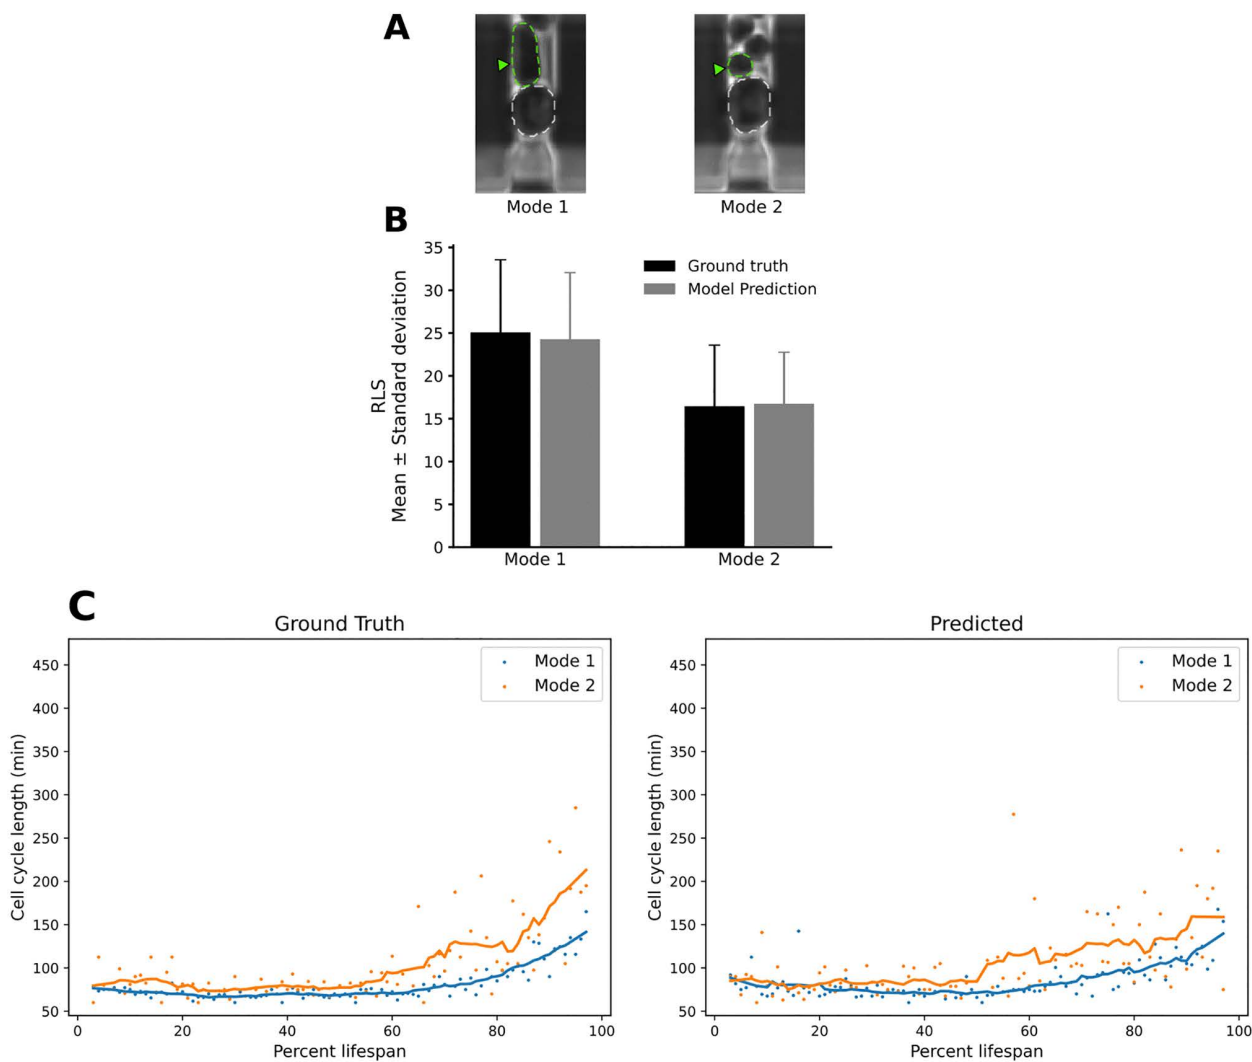 A
Mode 1
Mode 2
B
35
30
25
20
15
10
5
0
RLS
Mean ± Standard deviation
Ground truth
Model Prediction
Mode 1
Mode 2
C
Ground Truth
450
400
350
300
250
200
150
100
50
Cell cycle length (min)
Mode 1
Mode 2
0
20
40
60
80
100
Percent lifespan
Predicted
450
400
350
300
250
200
150
100
50
Cell cycle length (min)
Mode 1
Mode 2
0
20
40
60
80
100
Percent lifespan